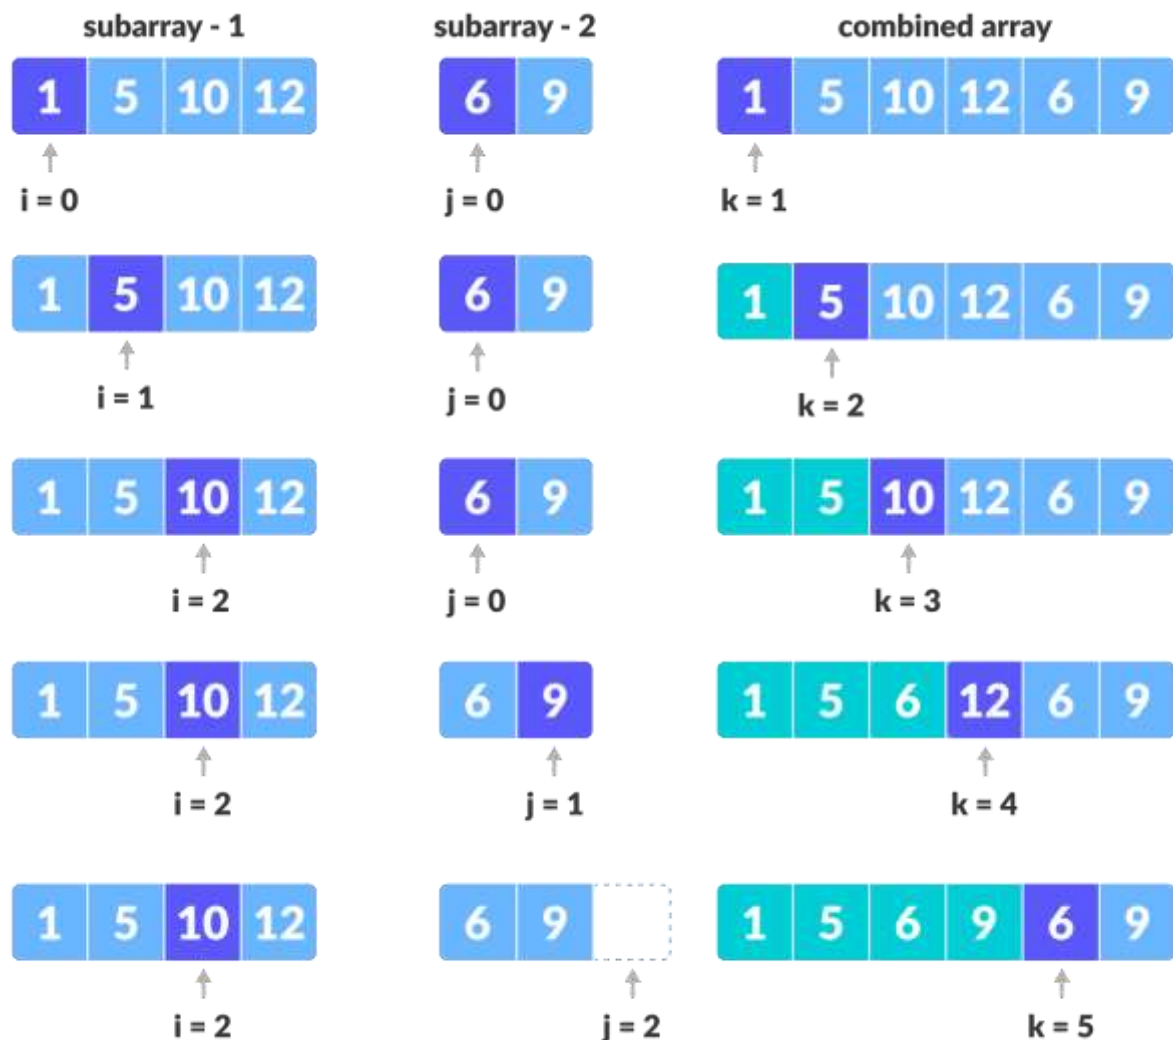 subarray - 1 subarray - 2 combined array
1 5 10 12 6 9 1 5 10 12 6 9
i = 0 j = 0 k = 1
1 5 10 12 6 9 1 5 10 12 6 9
i = 1 j = 0 k = 2
1 5 10 12 6 9 1 5 10 12 6 9
i = 2 j = 0 k = 3
1 5 10 12 6 9 1 5 6 12 6 9
i = 2 j = 1 k = 4
1 5 10 12 6 9 1 5 6 9 6 9
i = 2 j = 2 k = 5